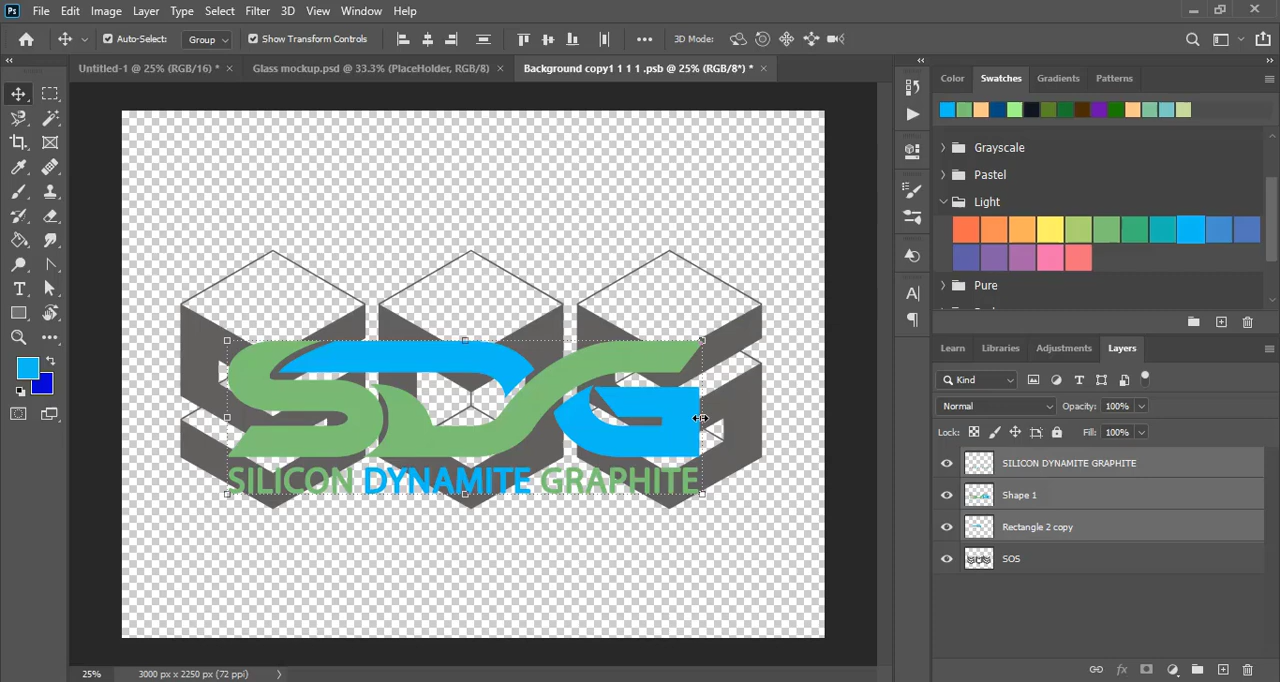 Ps File Edit Image Layer Type Select Filter 3D View Window Help
Auto-Select: Group Show Transform Controls 3D Mode:
Untitled-1 @ 25% (RGB/16) * × Glass mockup.psd @ 33.3% (PlaceHolder, RGB/8) × Background copy1 1 1 1 .psb @ 25% (RGB/8*) * ×
Color Swatches Gradients Patterns
Grayscale
Pastel
Light
Pure
SDG
SILICON DYNAMITE GRAPHITE
Learn Libraries Adjustments Layers
Kind
Normal Opacity: 100%
Lock: Fill: 100%
SILICON DYNAMITE GRAPHITE
Shape 1
Rectangle 2 copy
SOS
25% 3000 px x 2250 px (72 ppi)